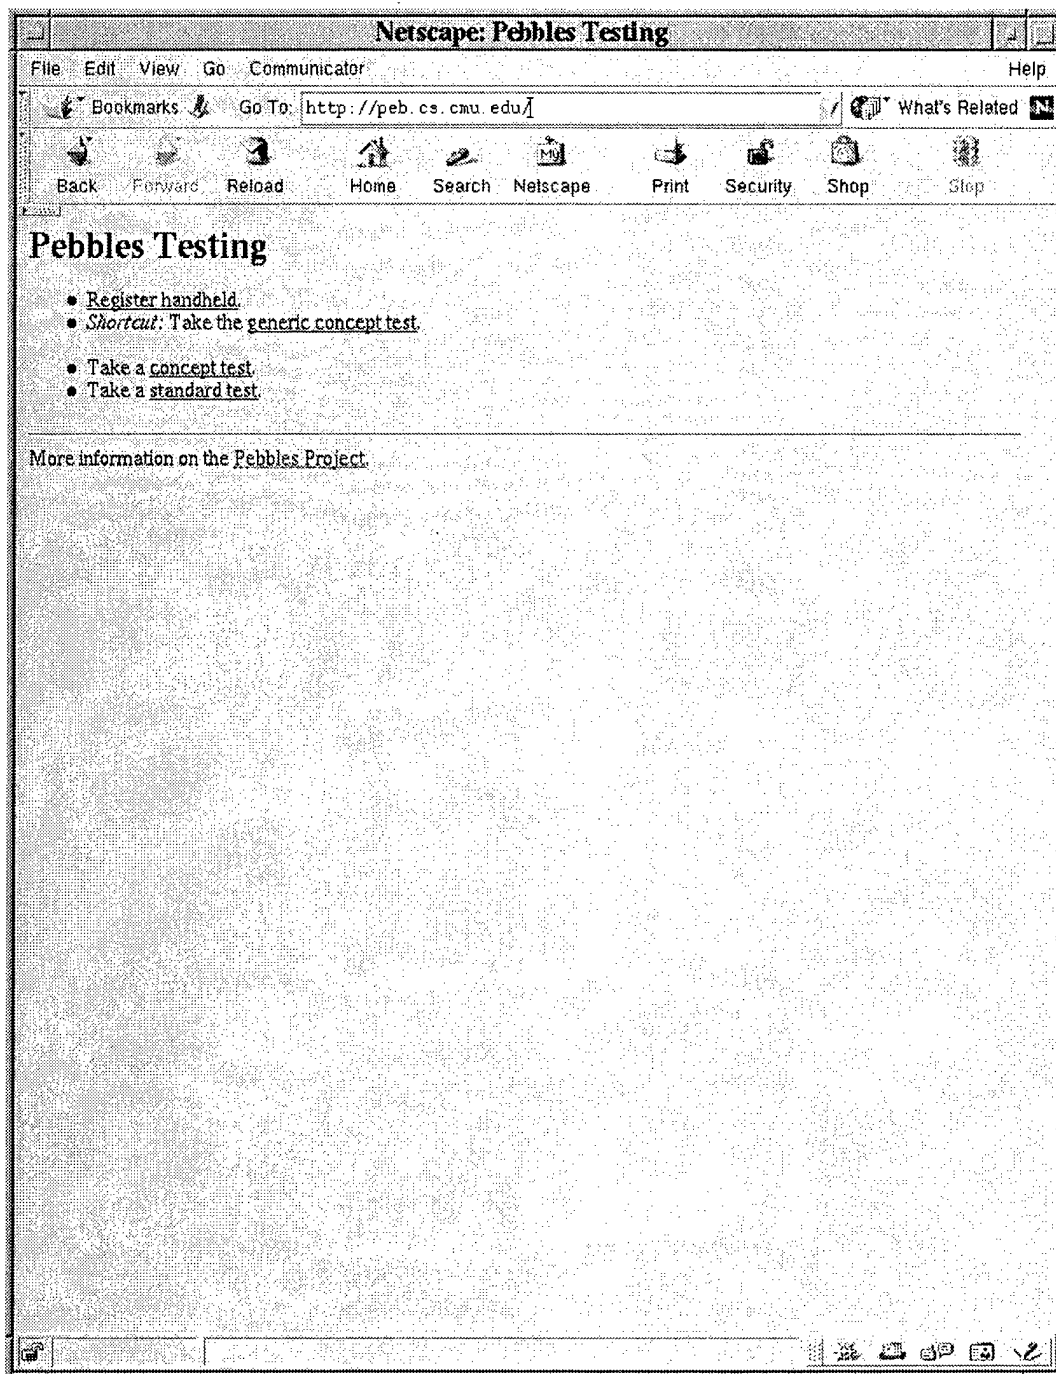 Netscape: Pebbles Testing
File Edit View Go Communicator Help
Bookmarks Go To: http://peb.cs.cmu.edu/ What's Related N
My
Back Forward Reload Home Search Netscape Print Security Shop Stop
Pebbles Testing
Register handheld.
Shortcut: Take the generic concept test.
Take a concept test.
Take a standard test.
More information on the Pebbles Project.